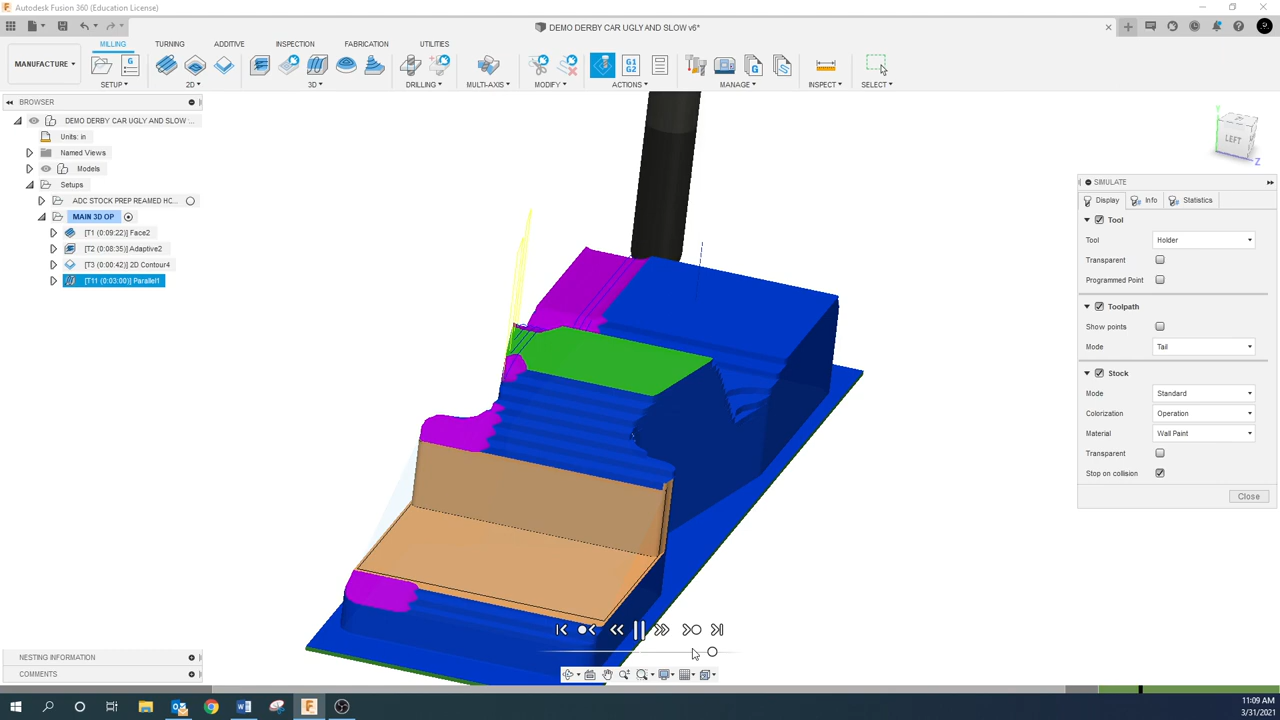 Autodesk Fusion 360 (Education License)
DEMO DERBY CAR UGLY AND SLOW v6*
MILLING TURNING ADDITIVE INSPECTION FABRICATION UTILITIES
MANUFACTURE
SETUP 2D 3D DRILLING MULTI-AXIS MODIFY ACTIONS MANAGE INSPECT SELECT
G1
G2
BROWSER
DEMO DERBY CAR UGLY AND SLOW ...
Units: in
Named Views
Models
Setups
ADC STOCK PREP REAMED HC...
MAIN 3D OP
[T1 (0:09:22)] Face2
[T2 (0:08:35)] Adaptive2
[T3 (0:00:42)] 2D Contour4
[T11 (0:03:00)] Parallel1
LEFT
Y
Z
SIMULATE
Display Info Statistics
Tool
Tool Holder
Transparent
Programmed Point
Toolpath
Show points
Mode Tail
Stock
Mode Standard
Colorization Operation
Material Wall Paint
Transparent
Stop on collision
Close
NESTING INFORMATION
COMMENTS
11:09 AM
3/31/2021